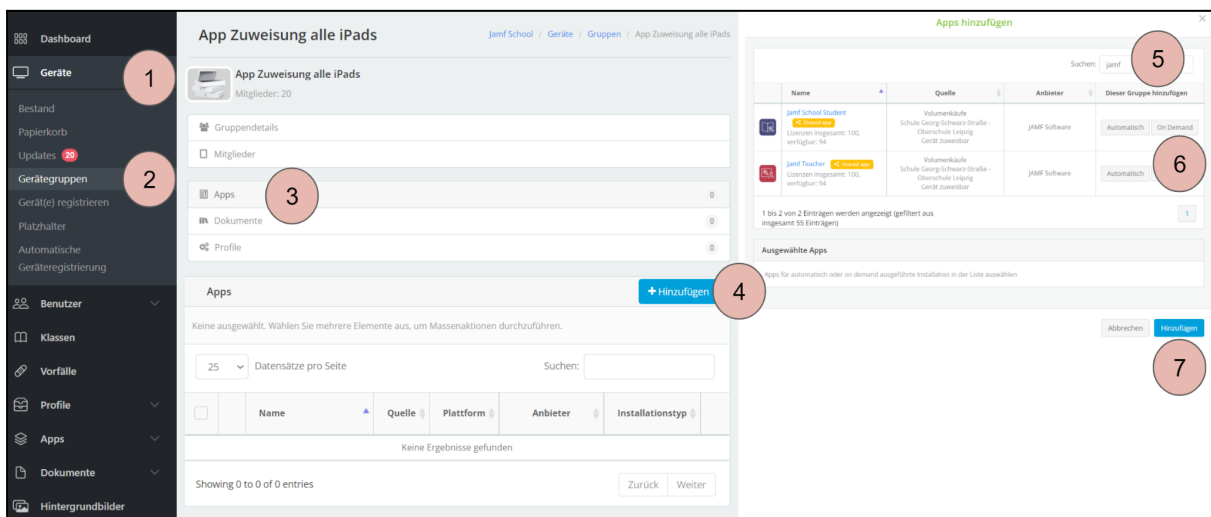 Dashboard
Geräte
1
Bestand
Papierkorb
Updates 20
Gerätegruppen
2
Gerät(e) registrieren
Platzhalter
Automatische
Geräteregistrierung
Benutzer
Klassen
Vorfälle
Profile
Apps
Dokumente
Hintergrundbilder
App Zuweisung alle iPads
Jamf School / Geräte / Gruppen / App Zuweisung alle iPads
App Zuweisung alle iPads
Mitglieder: 20
Gruppendetails
Mitglieder
Apps 0
3
Dokumente 0
Profile 0
Apps
+ Hinzufügen
4
Keine ausgewählt. Wählen Sie mehrere Elemente aus, um Massenaktionen durchzuführen.
25 Datensätze pro Seite Suchen:
Name Quelle Plattform Anbieter Installationstyp
Keine Ergebnisse gefunden
Showing 0 to 0 of 0 entries Zurück Weiter
Apps hinzufügen
×
Suchen: jamf
5
Name Quelle Anbieter Dieser Gruppe hinzufügen
Jamf School Student
Shared app
Lizenzen insgesamt: 100,
verfügbar: 94
Volumenkäufe
Schule Georg-Schwarz-Straße -
Oberschule Leipzig
Gerät zuweisbar
JAMF Software
Automatisch On Demand
Jamf Teacher Shared app
Lizenzen insgesamt: 100,
verfügbar: 94
Volumenkäufe
Schule Georg-Schwarz-Straße -
Oberschule Leipzig
Gerät zuweisbar
JAMF Software
Automatisch
6
1 bis 2 von 2 Einträgen werden angezeigt (gefiltert aus
insgesamt 55 Einträgen)
1
Ausgewählte Apps
Apps für automatisch oder on demand ausgeführte Installation in der Liste auswählen
Abbrechen Hinzufügen
7